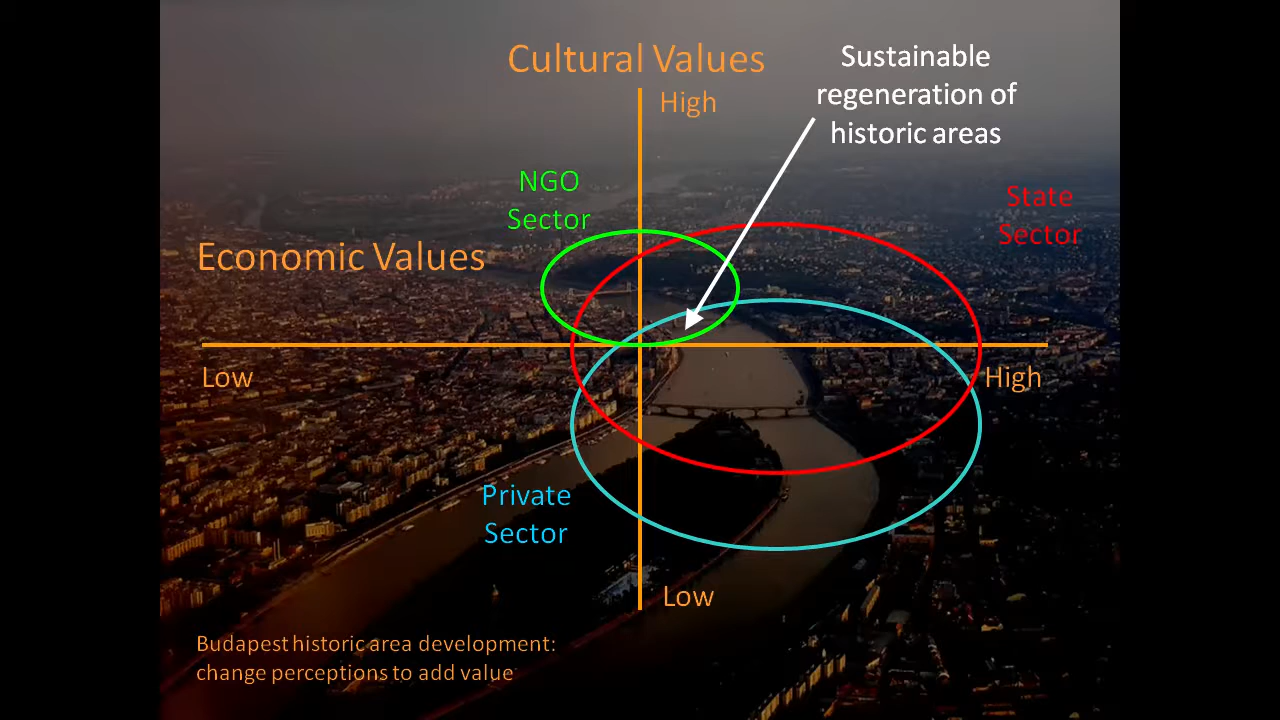 Cultural Values
High
Sustainable
regeneration of
historic areas
NGO
Sector
State
Sector
Economic Values
Low
High
Private
Sector
Low
Budapest historic area development:
change perceptions to add value